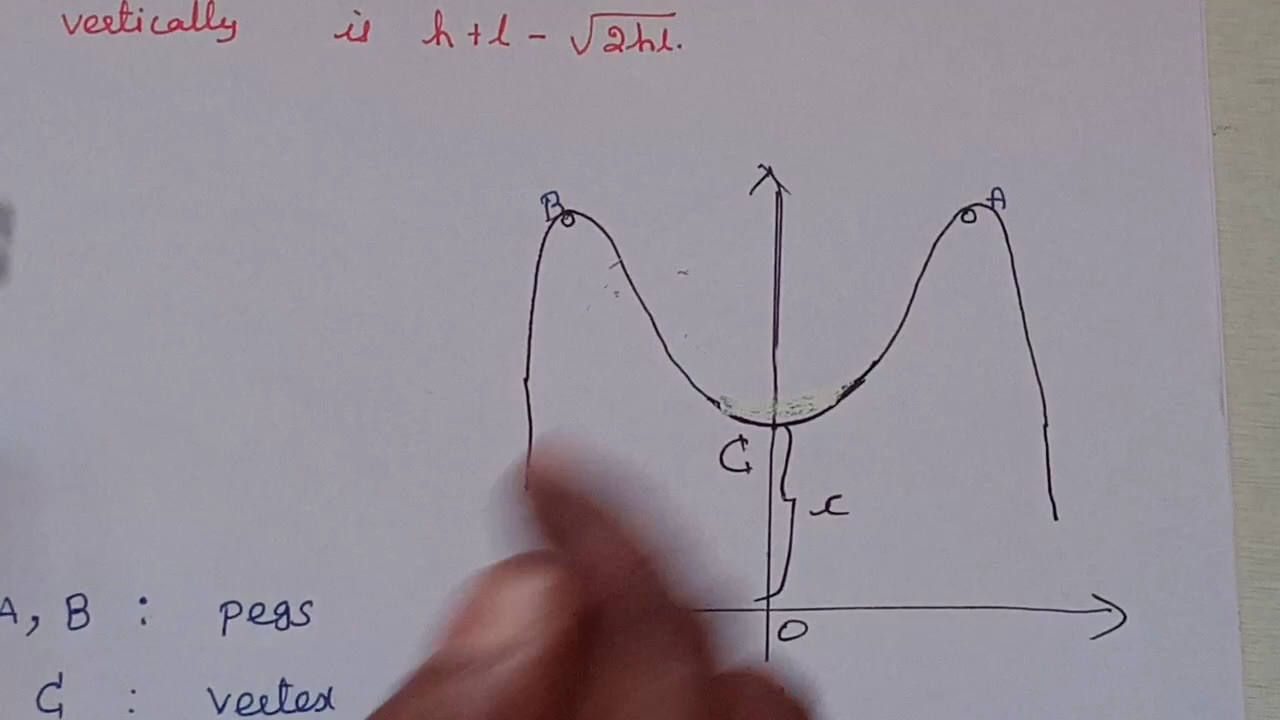 vertically is h + l - √2hl.
B
A
C
c
O
A, B : pegs
C : vertex